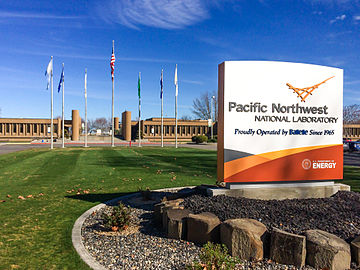 Pacific Northwest
NATIONAL LABORATORY
Proudly Operated by Battelle Since 1965
U.S. DEPARTMENT OF
ENERGY